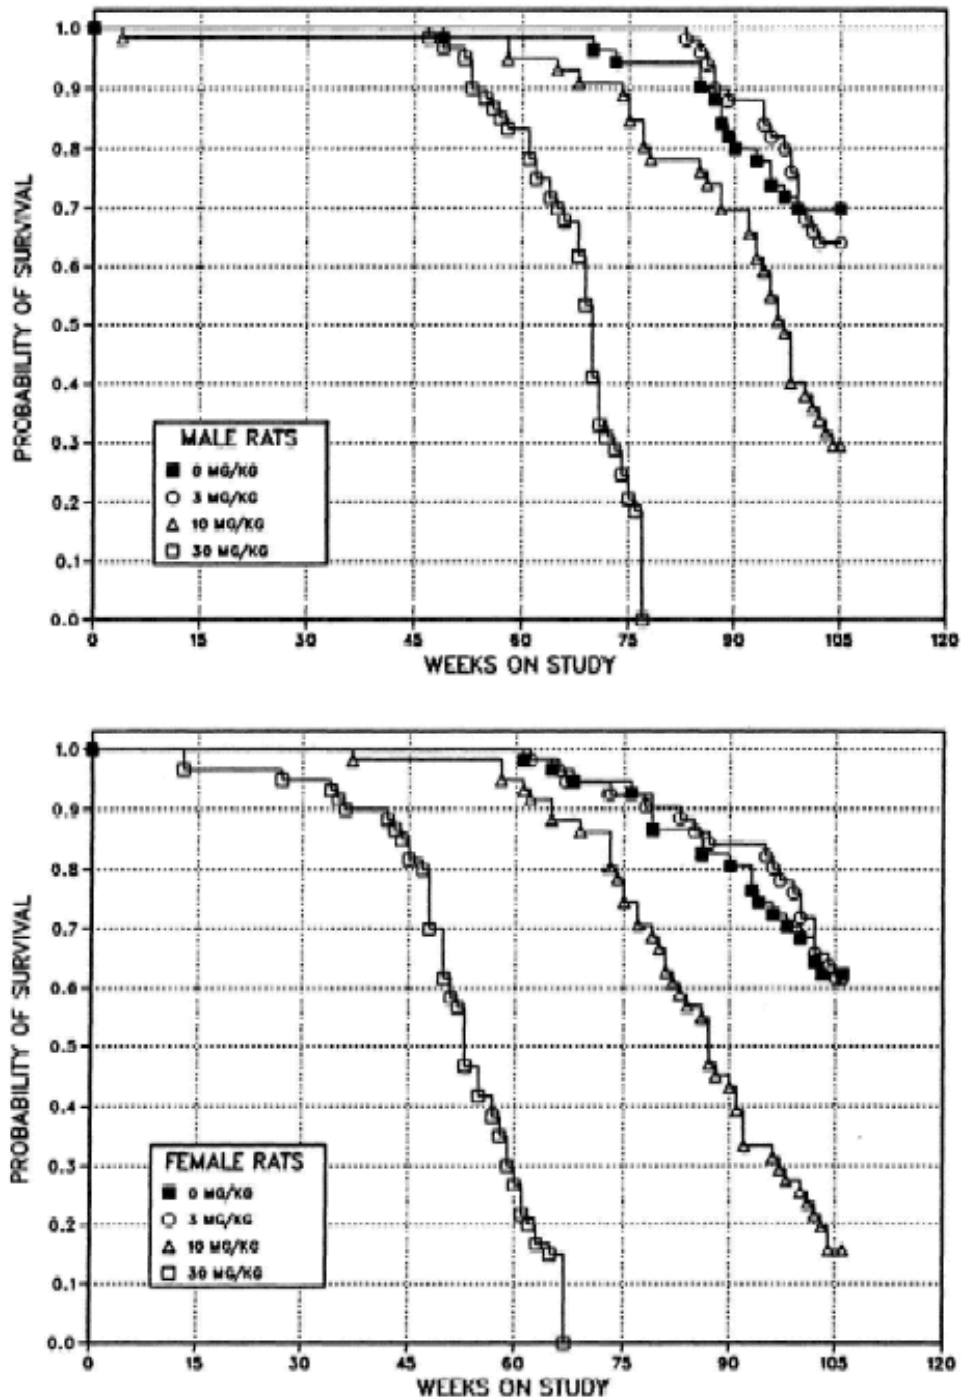 1.0
0.9
0.8
0.7
0.6
0.5
0.4
0.3
0.2
0.1
0.0
PROBABILITY OF SURVIVAL
MALE RATS
0 MG/KG
3 MG/KG
10 MG/KG
30 MG/KG
0 15 30 45 60 75 90 105 120
WEEKS ON STUDY
1.0
0.9
0.8
0.7
0.6
0.5
0.4
0.3
0.2
0.1
0.0
PROBABILITY OF SURVIVAL
FEMALE RATS
0 MG/KG
3 MG/KG
10 MG/KG
30 MG/KG
0 15 30 45 60 75 90 105 120
WEEKS ON STUDY